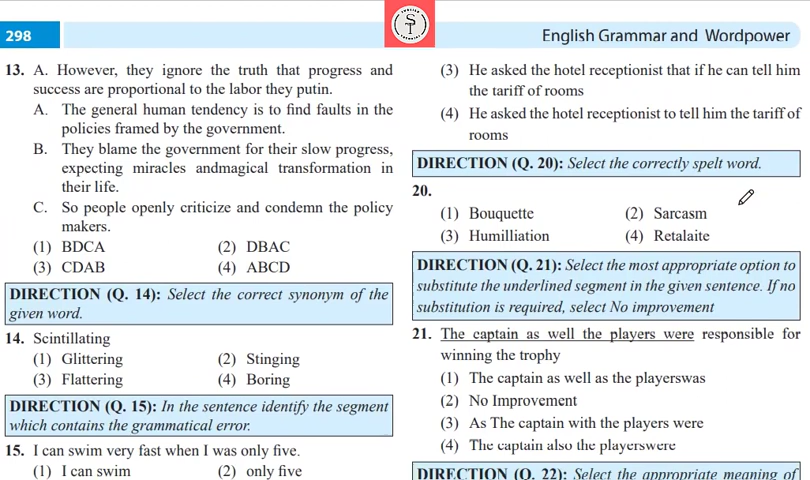 298
ENGLISH
ST
English Grammar and Wordpower
13. A. However, they ignore the truth that progress and
success are proportional to the labor they putin.
A. The general human tendency is to find faults in the
policies framed by the government.
B. They blame the government for their slow progress,
expecting miracles andmagical transformation in
their life.
C. So people openly criticize and condemn the policy
makers.
(1) BDCA (2) DBAC
(3) CDAB (4) ABCD
DIRECTION (Q. 14): Select the correct synonym of the
given word.
14. Scintillating
(1) Glittering (2) Stinging
(3) Flattering (4) Boring
DIRECTION (Q. 15): In the sentence identify the segment
which contains the grammatical error.
15. I can swim very fast when I was only five.
(1) I can swim (2) only five
(3) He asked the hotel receptionist that if he can tell him
the tariff of rooms
(4) He asked the hotel receptionist to tell him the tariff of
rooms
DIRECTION (Q. 20): Select the correctly spelt word.
20.
(1) Bouquette (2) Sarcasm
(3) Humilliation (4) Retalaite
DIRECTION (Q. 21): Select the most appropriate option to
substitute the underlined segment in the given sentence. If no
substitution is required, select No improvement
21. The captain as well the players were responsible for
winning the trophy
(1) The captain as well as the playerswas
(2) No Improvement
(3) As The captain with the players were
(4) The captain also the playerswere
DIRECTION (Q. 22): Select the appropriate meaning of